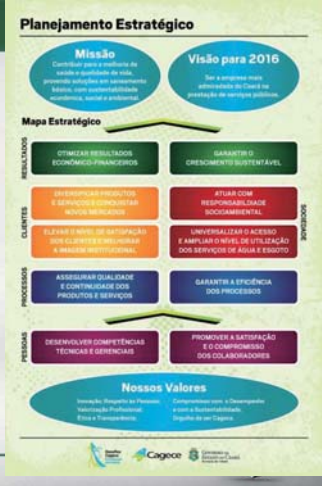 Planejamento Estratégico
Missão
Contribuir para a melhoria da
saúde e qualidade de vida,
provendo soluções em saneamento
básico, com sustentabilidade
econômica, social e ambiental.
Visão para 2016
Ser a empresa mais
admirada do Ceará na
prestação de serviços públicos.
Mapa Estratégico
RESULTADOS
OTIMIZAR RESULTADOS
ECONÔMICO-FINANCEIROS
GARANTIR O
CRESCIMENTO SUSTENTÁVEL
CLIENTES
DIVERSIFICAR PRODUTOS
E SERVIÇOS E CONQUISTAR
NOVOS MERCADOS
ATUAR COM
RESPONSABILIDADE
SOCIOAMBIENTAL
SOCIEDADE
ELEVAR O NÍVEL DE SATISFAÇÃO
DOS CLIENTES E MELHORAR
A IMAGEM INSTITUCIONAL
UNIVERSALIZAR O ACESSO
E AMPLIAR O NÍVEL DE UTILIZAÇÃO
DOS SERVIÇOS DE ÁGUA E ESGOTO
PROCESSOS
ASSEGURAR QUALIDADE
E CONTINUIDADE DOS
PRODUTOS E SERVIÇOS
GARANTIR A EFICIÊNCIA
DOS PROCESSOS
PESSOAS
DESENVOLVER COMPETÊNCIAS
TÉCNICAS E GERENCIAIS
PROMOVER A SATISFAÇÃO
E O COMPROMISSO
DOS COLABORADORES
Nossos Valores
Inovação; Respeito às Pessoas;
Valorização Profissional;
Ética e Transparência;
Compromisso com o Desempenho
e com a Sustentabilidade;
Orgulho de ser Cagece.
Cagece